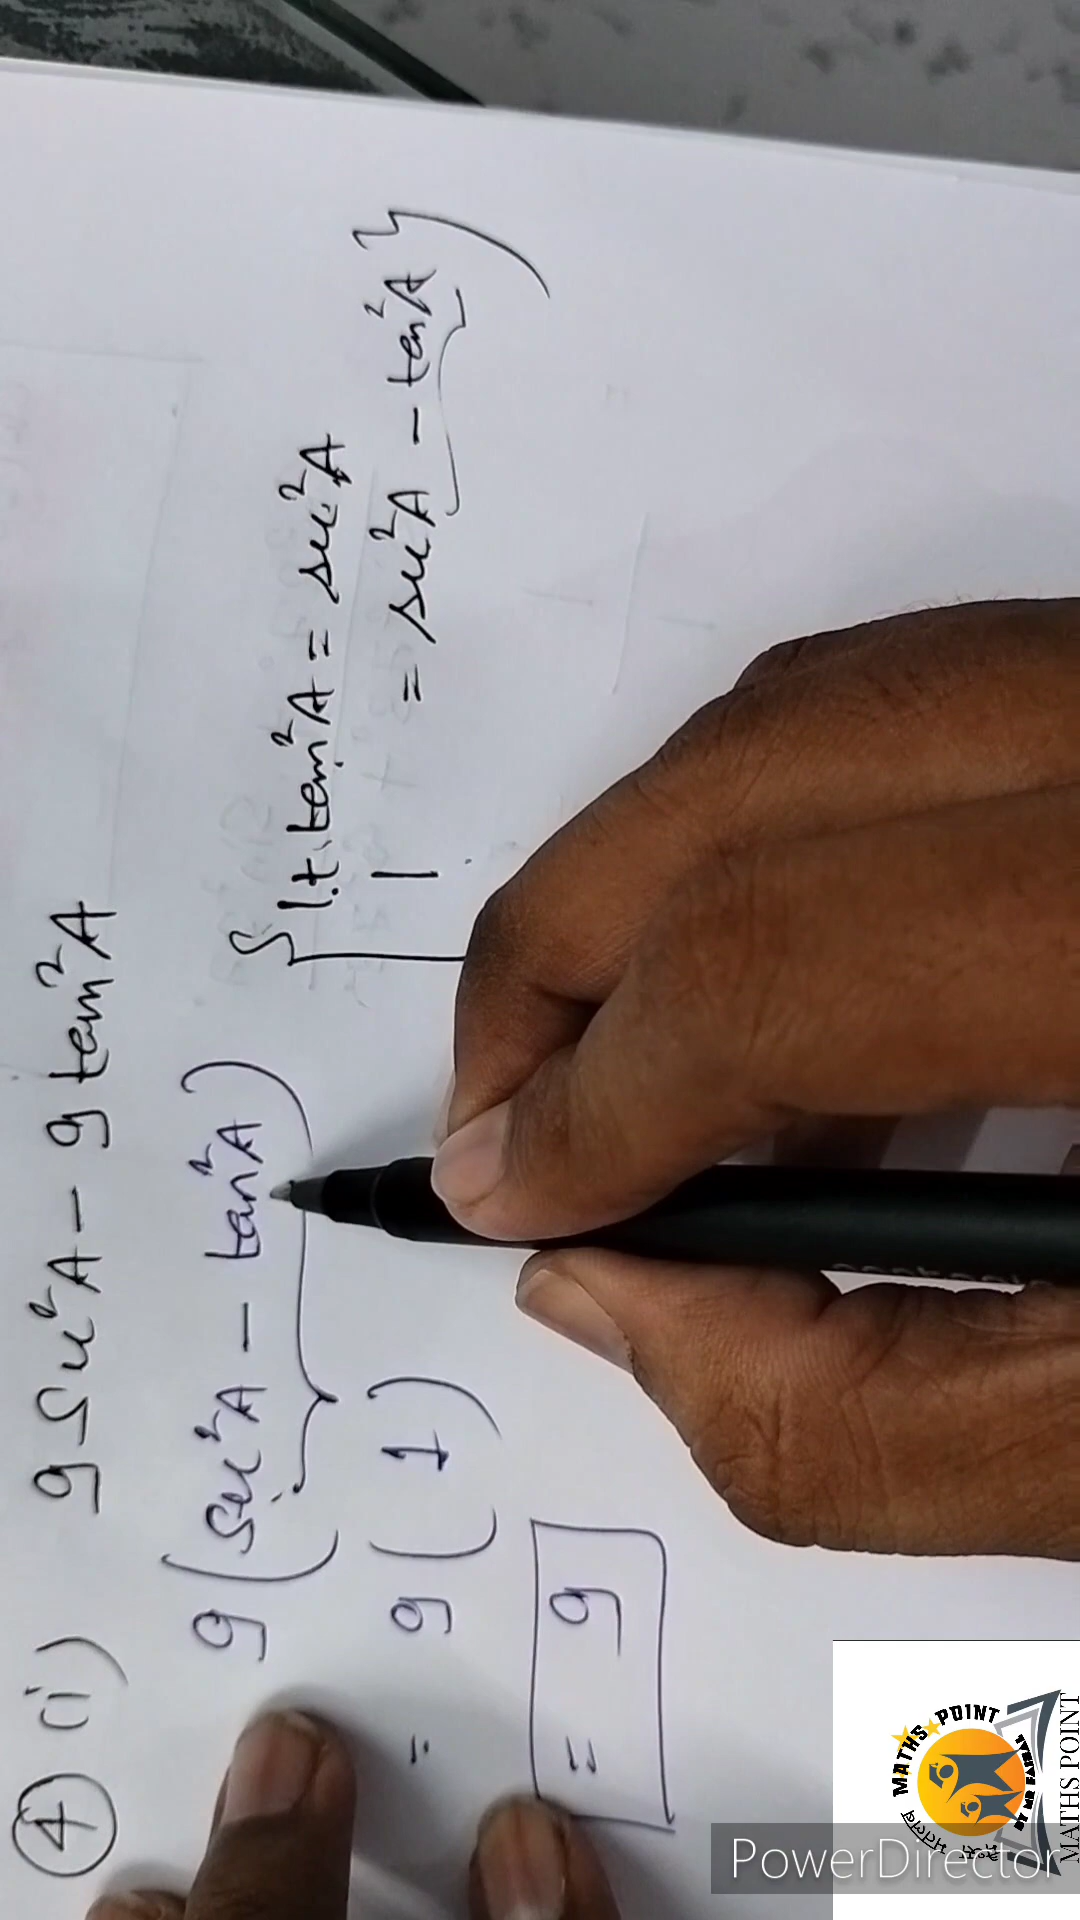 ④ (i) 9 Sec²A - 9 tan²A
9 (Sec²A - tan²A)
{ 1 + tan²A = sec²A
1 = sec²A - tan²A }
= 9 ( 1 )
= 9
MATHS POINT
MATHS POINT
PowerDirector